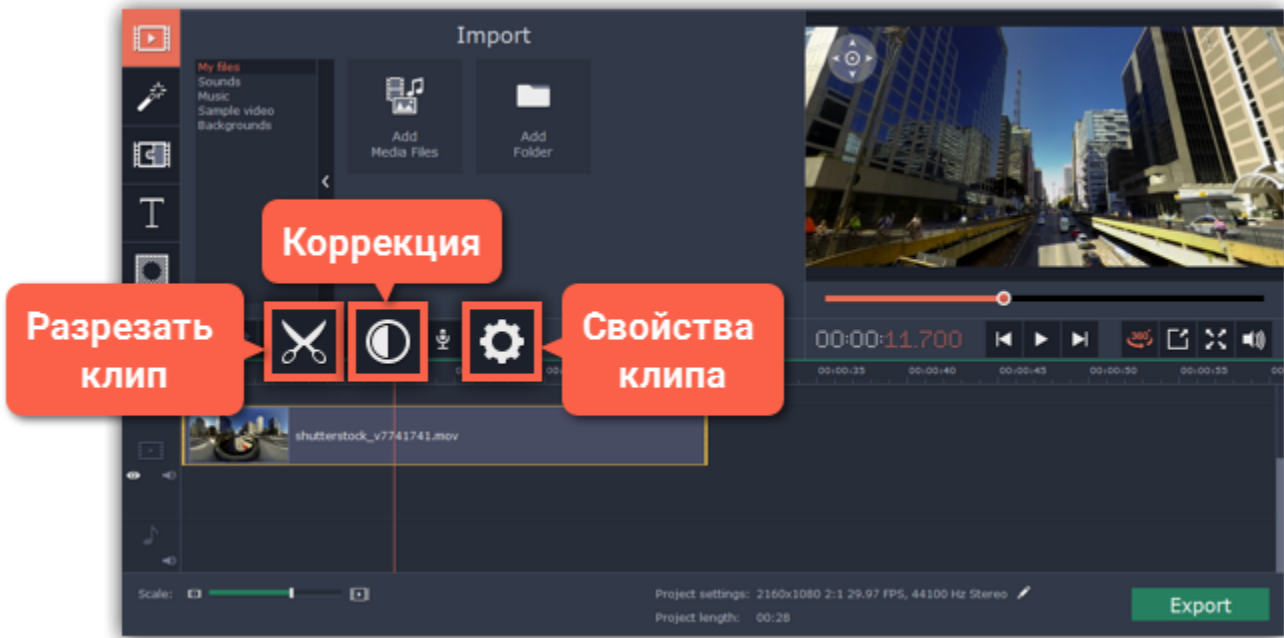 Import
My files
Sounds
Music
Sample video
Backgrounds
Add
Media Files
Add
Folder
T
Коррекция
Разрезать
клип
Свойства
клипа
00:00:11.700
360°
00:00:35 00:00:40 00:00:45 00:00:50 00:00:55
shutterstock_v7741741.mov
Scale:
Project settings: 2160x1080 2:1 29.97 FPS, 44100 Hz Stereo
Project length: 00:28
Export